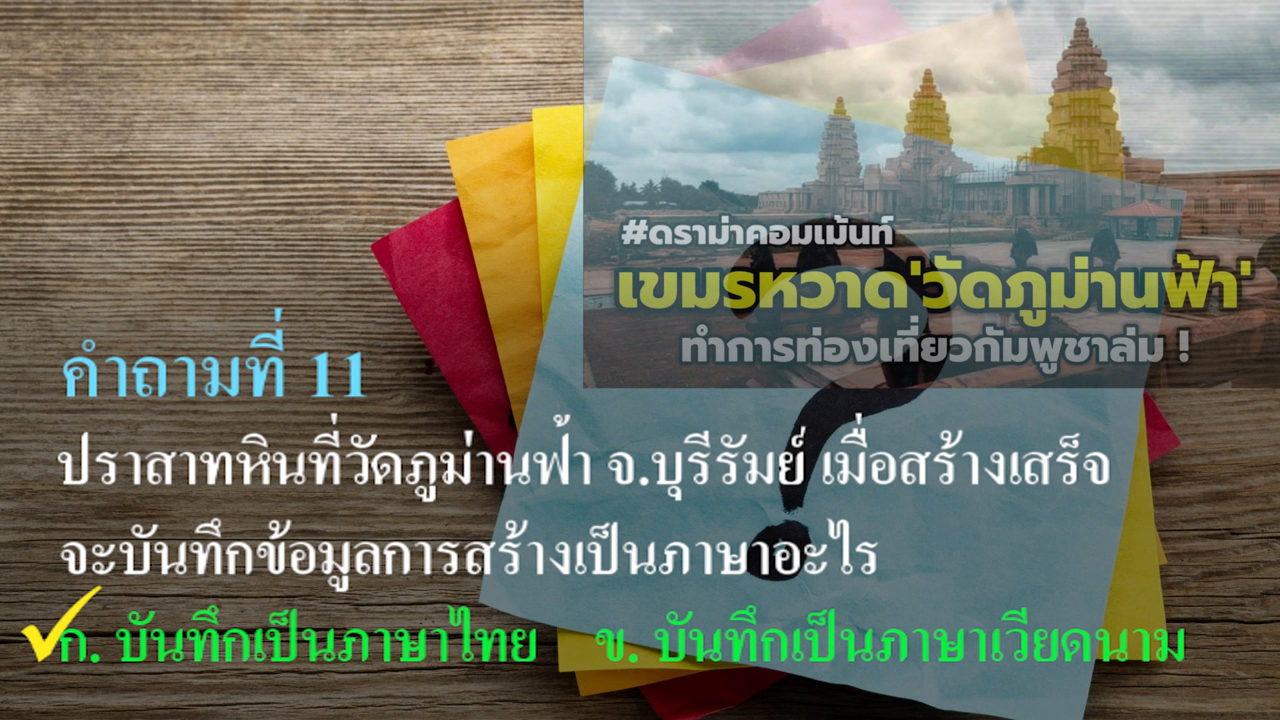 #ดราม่าคอมเม้นท์
เขมรหวาด'วัดภูม่านฟ้า'
ทำการท่องเที่ยวกัมพูชาล่ม !
คำถามที่ 11
ปราสาทหินที่วัดภูม่านฟ้า จ.บุรีรัมย์ เมื่อสร้างเสร็จ
จะบันทึกข้อมูลการสร้างเป็นภาษาอะไร
ก. บันทึกเป็นภาษาไทย ข. บันทึกเป็นภาษาเวียดนาม